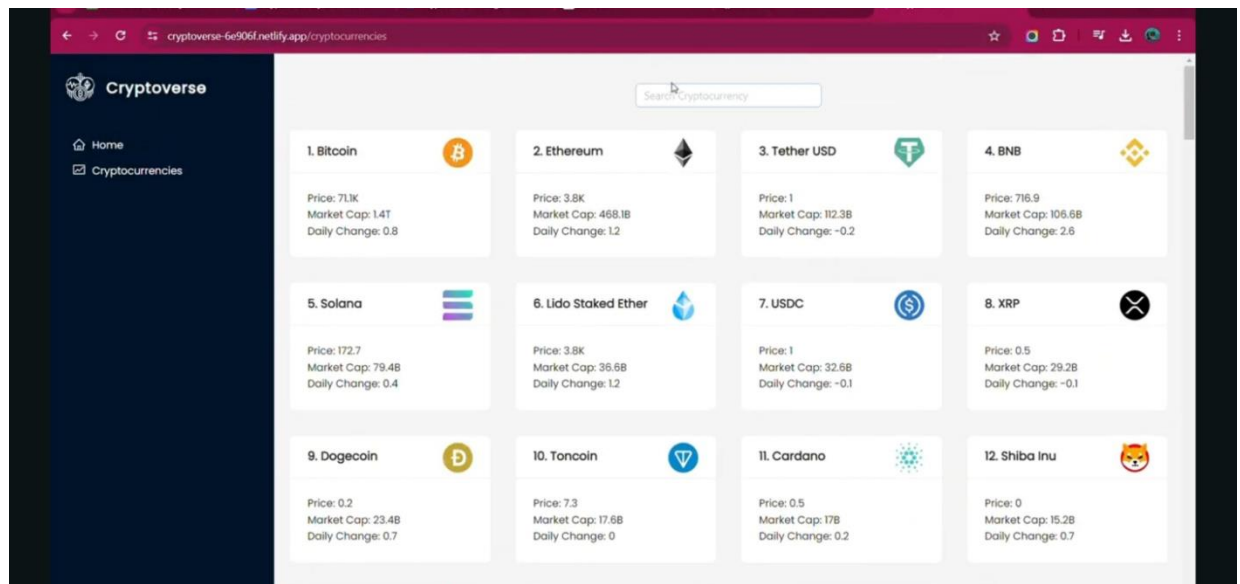 cryptoverse-6e906f.netlify.app/cryptocurrencies
Cryptoverse
Home
Cryptocurrencies
Search Cryptocurrency
1. Bitcoin
Price: 71.1K
Market Cap: 1.4T
Daily Change: 0.8
2. Ethereum
Price: 3.8K
Market Cap: 468.1B
Daily Change: 1.2
3. Tether USD
Price: 1
Market Cap: 112.3B
Daily Change: -0.2
4. BNB
Price: 716.9
Market Cap: 106.6B
Daily Change: 2.6
5. Solana
Price: 172.7
Market Cap: 79.4B
Daily Change: 0.4
6. Lido Staked Ether
Price: 3.8K
Market Cap: 36.6B
Daily Change: 1.2
7. USDC
Price: 1
Market Cap: 32.6B
Daily Change: -0.1
8. XRP
Price: 0.5
Market Cap: 29.2B
Daily Change: -0.1
9. Dogecoin
Price: 0.2
Market Cap: 23.4B
Daily Change: 0.7
10. Toncoin
Price: 7.3
Market Cap: 17.6B
Daily Change: 0
11. Cardano
Price: 0.5
Market Cap: 17B
Daily Change: 0.2
12. Shiba Inu
Price: 0
Market Cap: 15.2B
Daily Change: 0.7